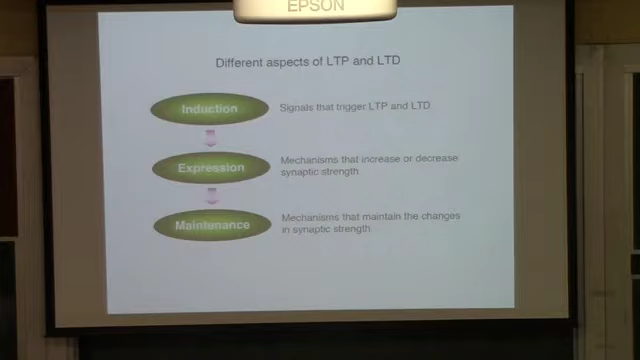 EPSON
Different aspects of LTP and LTD
Induction
Signals that trigger LTP and LTD
Expression
Mechanisms that increase or decrease
synaptic strength
Maintenance
Mechanisms that maintain the changes
in synaptic strength